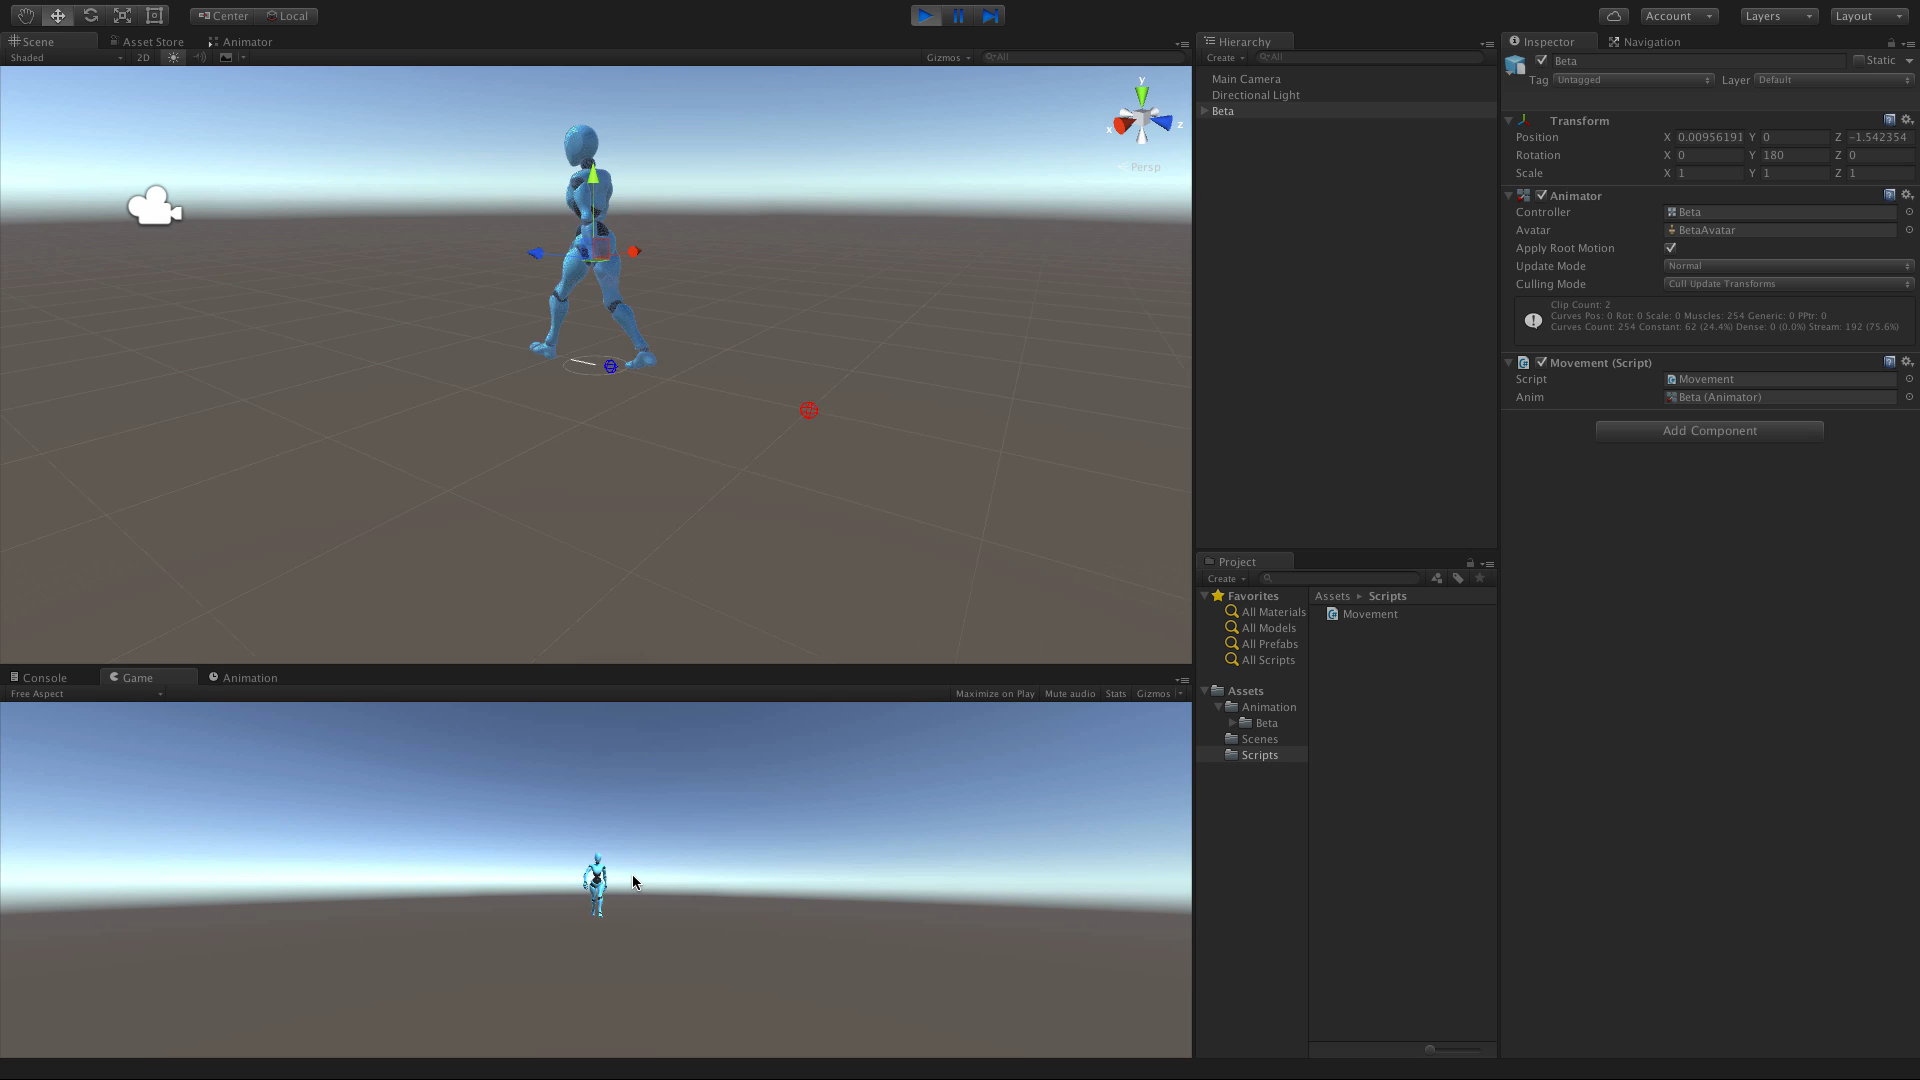 Center
Local
Account
Layers
Layout
Scene
Asset Store
Animator
Shaded
2D
Gizmos
All
y
x
z
Persp
Hierarchy
Create
All
Main Camera
Directional Light
Beta
Inspector
Navigation
Beta
Static
Tag
Untagged
Layer
Default
Transform
Position
X 0.00956191
Y 0
Z -1.542354
Rotation
X 0
Y 180
Z 0
Scale
X 1
Y 1
Z 1
Animator
Controller
Beta
Avatar
BetaAvatar
Apply Root Motion
Update Mode
Normal
Culling Mode
Cull Update Transforms
Clip Count: 2
Curves Pos: 0 Rot: 0 Scale: 0 Muscles: 254 Generic: 0 PPtr: 0
Curves Count: 254 Constant: 62 (24.4%) Dense: 0 (0.0%) Stream: 192 (75.6%)
Movement (Script)
Script
Movement
Anim
Beta (Animator)
Add Component
Console
Game
Animation
Free Aspect
Maximize on Play
Mute audio
Stats
Gizmos
Project
Create
Favorites
All Materials
All Models
All Prefabs
All Scripts
Assets
Animation
Beta
Scenes
Scripts
Assets
Scripts
Movement